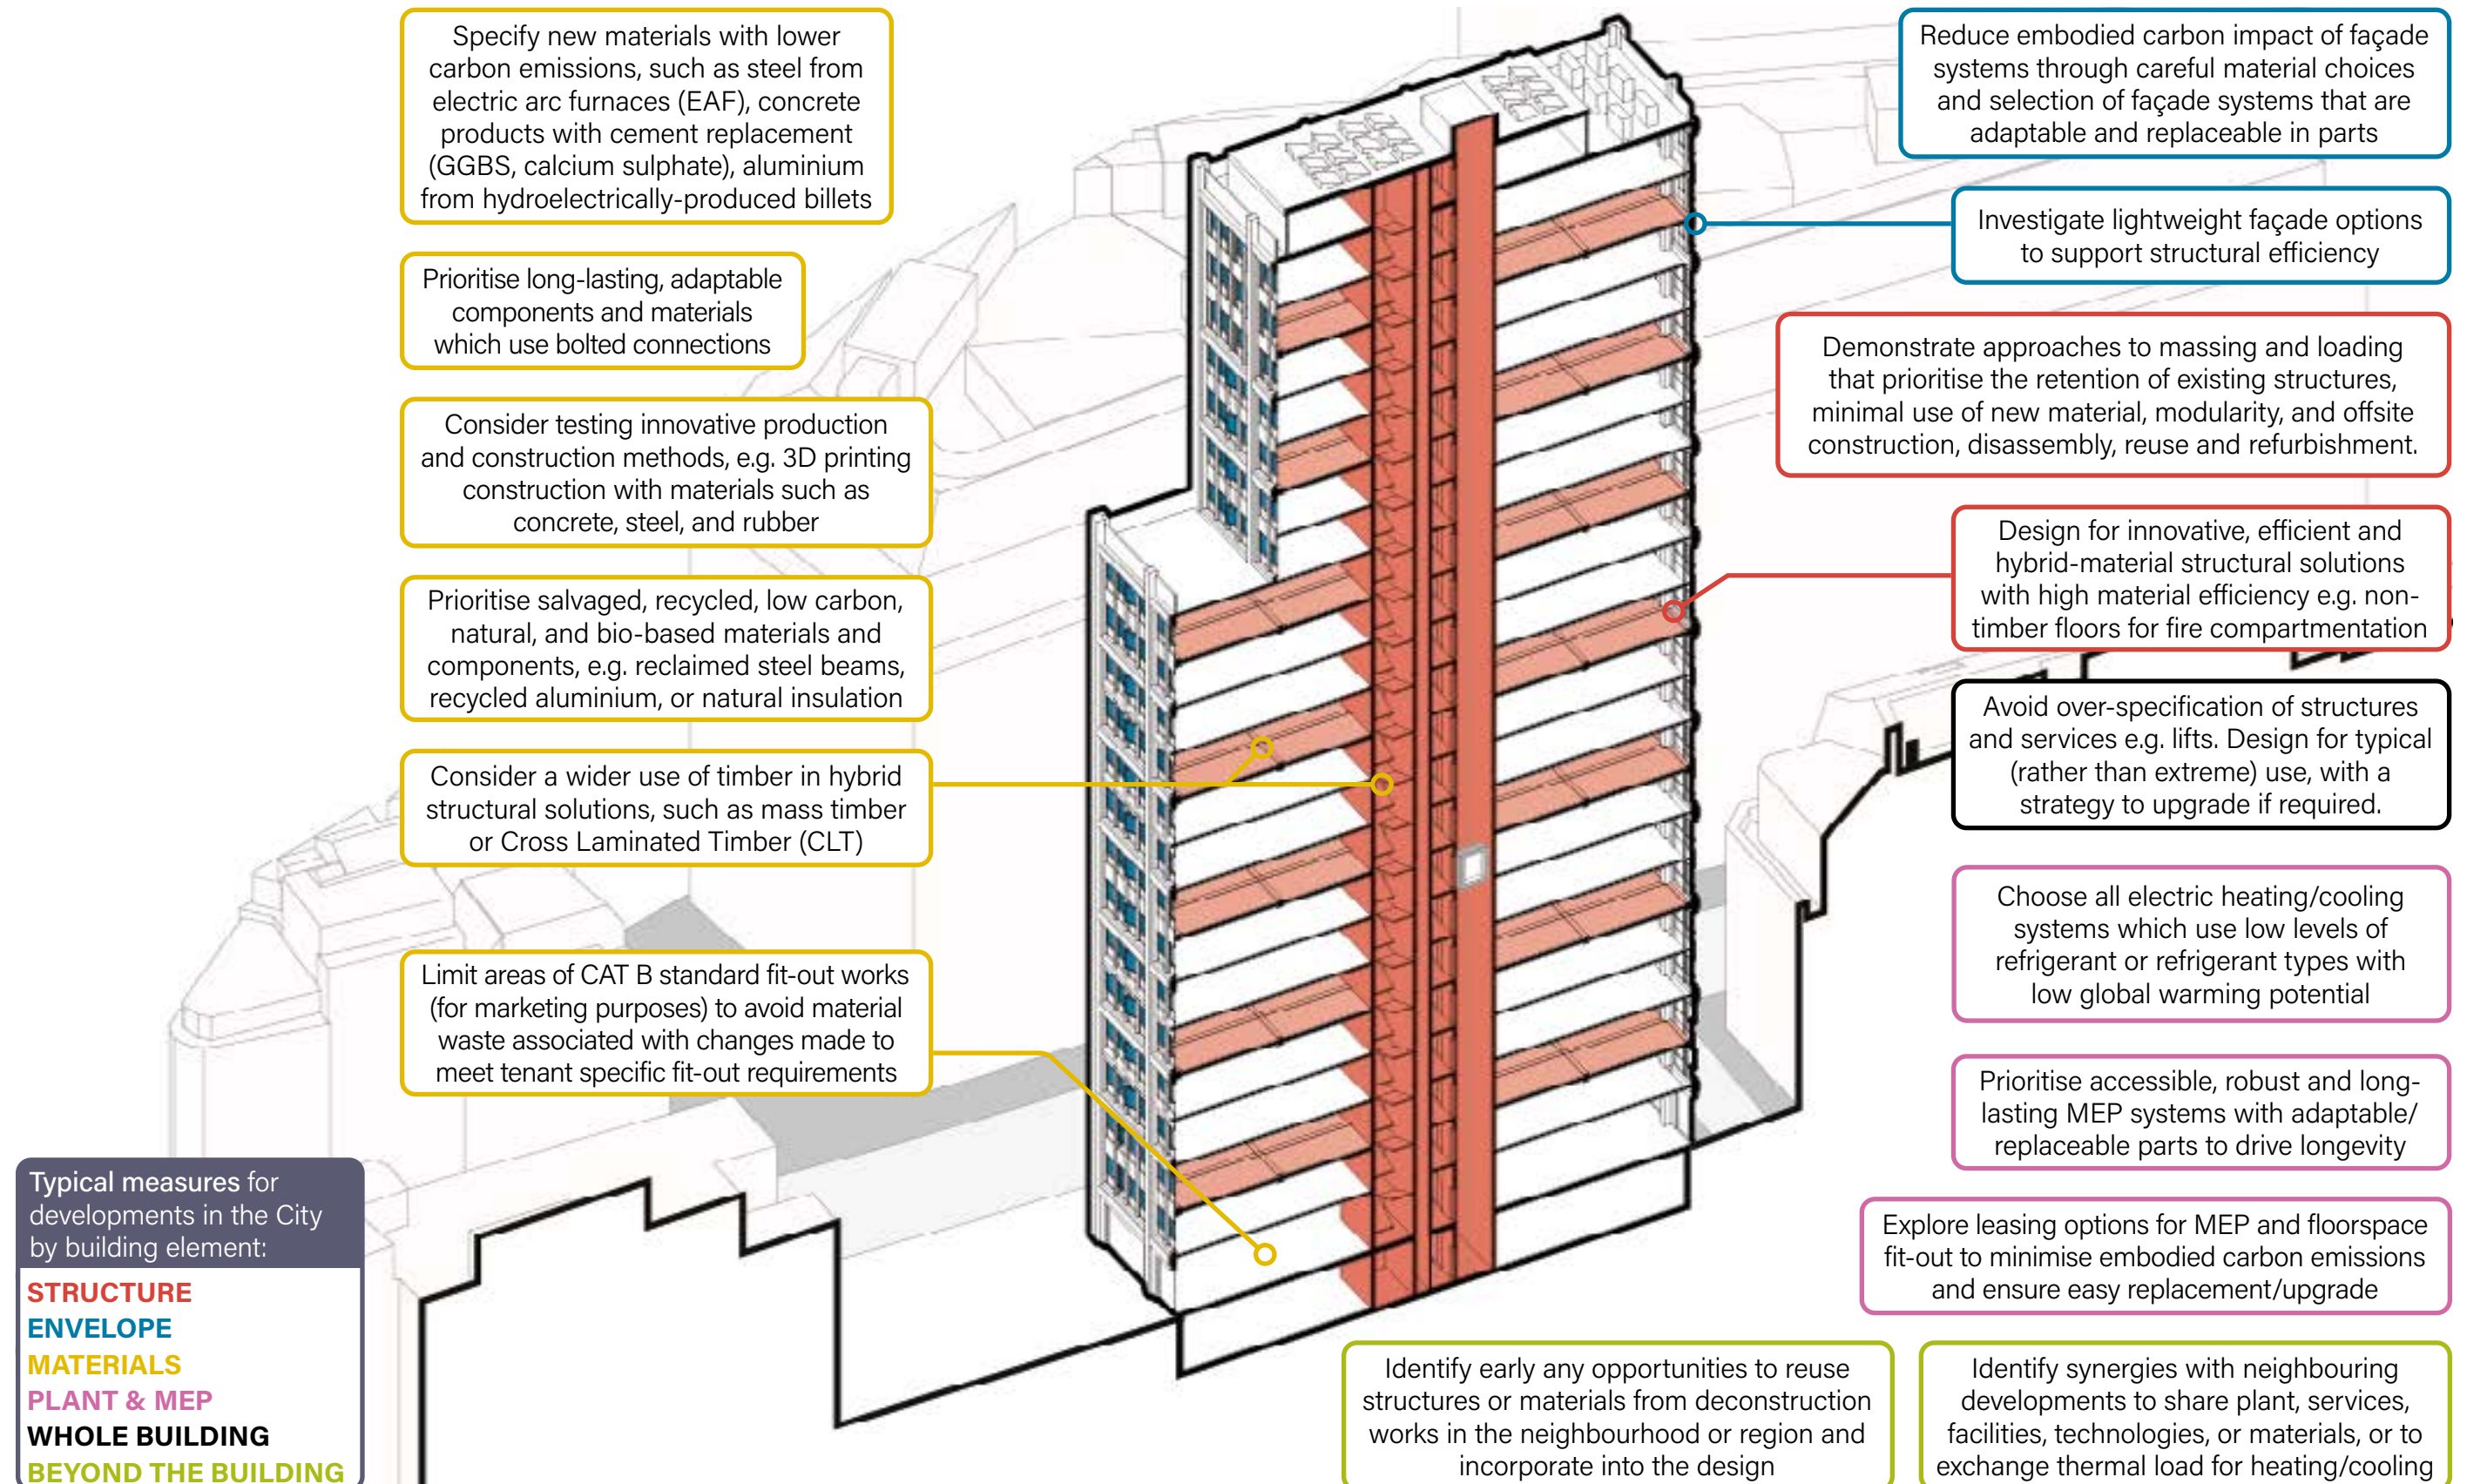 Specify new materials with lower
carbon emissions, such as steel from
electric arc furnaces (EAF), concrete
products with cement replacement
(GGBS, calcium sulphate), aluminium
from hydroelectrically-produced billets
Prioritise long-lasting, adaptable
components and materials
which use bolted connections
Consider testing innovative production
and construction methods, e.g. 3D printing
construction with materials such as
concrete, steel, and rubber
Prioritise salvaged, recycled, low carbon,
natural, and bio-based materials and
components, e.g. reclaimed steel beams,
recycled aluminium, or natural insulation
Consider a wider use of timber in hybrid
structural solutions, such as mass timber
or Cross Laminated Timber (CLT)
Limit areas of CAT B standard fit-out works
(for marketing purposes) to avoid material
waste associated with changes made to
meet tenant specific fit-out requirements
Typical measures for
developments in the City
by building element:
STRUCTURE
ENVELOPE
MATERIALS
PLANT & MEP
WHOLE BUILDING
BEYOND THE BUILDING
Reduce embodied carbon impact of façade
systems through careful material choices
and selection of façade systems that are
adaptable and replaceable in parts
Investigate lightweight façade options
to support structural efficiency
Demonstrate approaches to massing and loading
that prioritise the retention of existing structures,
minimal use of new material, modularity, and offsite
construction, disassembly, reuse and refurbishment.
Design for innovative, efficient and
hybrid-material structural solutions
with high material efficiency e.g. non-
timber floors for fire compartmentation
Avoid over-specification of structures
and services e.g. lifts. Design for typical
(rather than extreme) use, with a
strategy to upgrade if required.
Choose all electric heating/cooling
systems which use low levels of
refrigerant or refrigerant types with
low global warming potential
Prioritise accessible, robust and long-
lasting MEP systems with adaptable/
replaceable parts to drive longevity
Explore leasing options for MEP and floorspace
fit-out to minimise embodied carbon emissions
and ensure easy replacement/upgrade
Identify early any opportunities to reuse
structures or materials from deconstruction
works in the neighbourhood or region and
incorporate into the design
Identify synergies with neighbouring
developments to share plant, services,
facilities, technologies, or materials, or to
exchange thermal load for heating/cooling